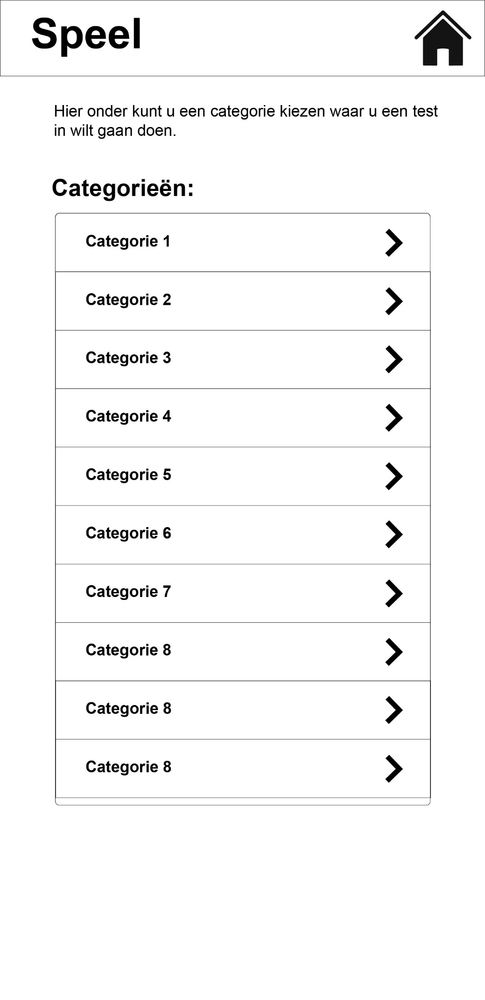 Speel
Hier onder kunt u een categorie kiezen waar u een test
in wilt gaan doen.
Categorieën:
Categorie 1
Categorie 2
Categorie 3
Categorie 4
Categorie 5
Categorie 6
Categorie 7
Categorie 8
Categorie 8
Categorie 8